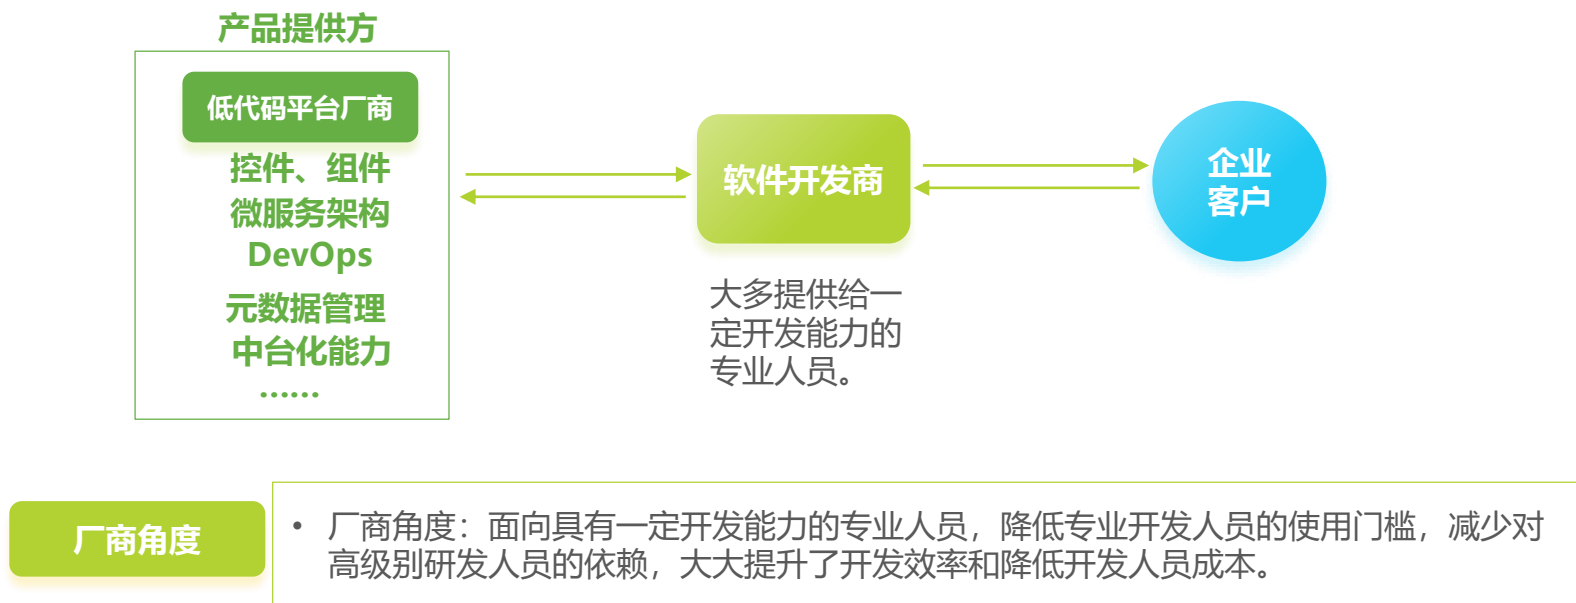 产品提供方
低代码平台厂商
控件、组件
微服务架构
DevOps
元数据管理
中台化能力
……
软件开发商
大多提供给一
定开发能力的
专业人员。
企业
客户
厂商角度
• 厂商角度：面向具有一定开发能力的专业人员，降低专业开发人员的使用门槛，减少对
高级别研发人员的依赖，大大提升了开发效率和降低开发人员成本。